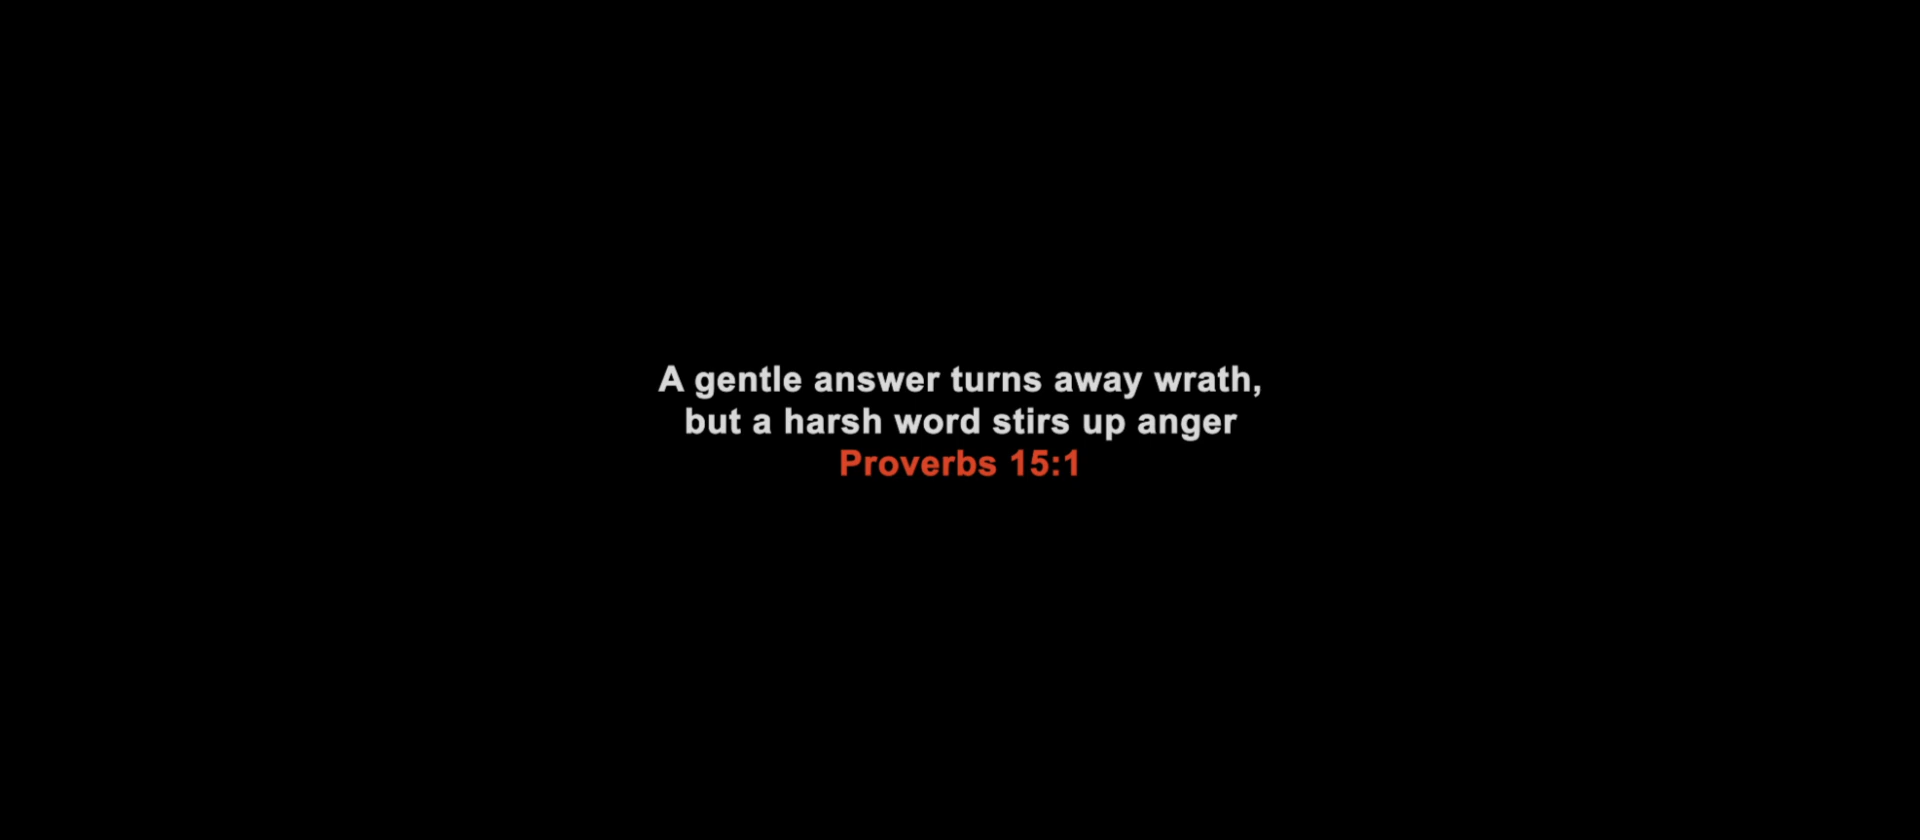 A gentle answer turns away wrath,
but a harsh word stirs up anger
Proverbs 15:1